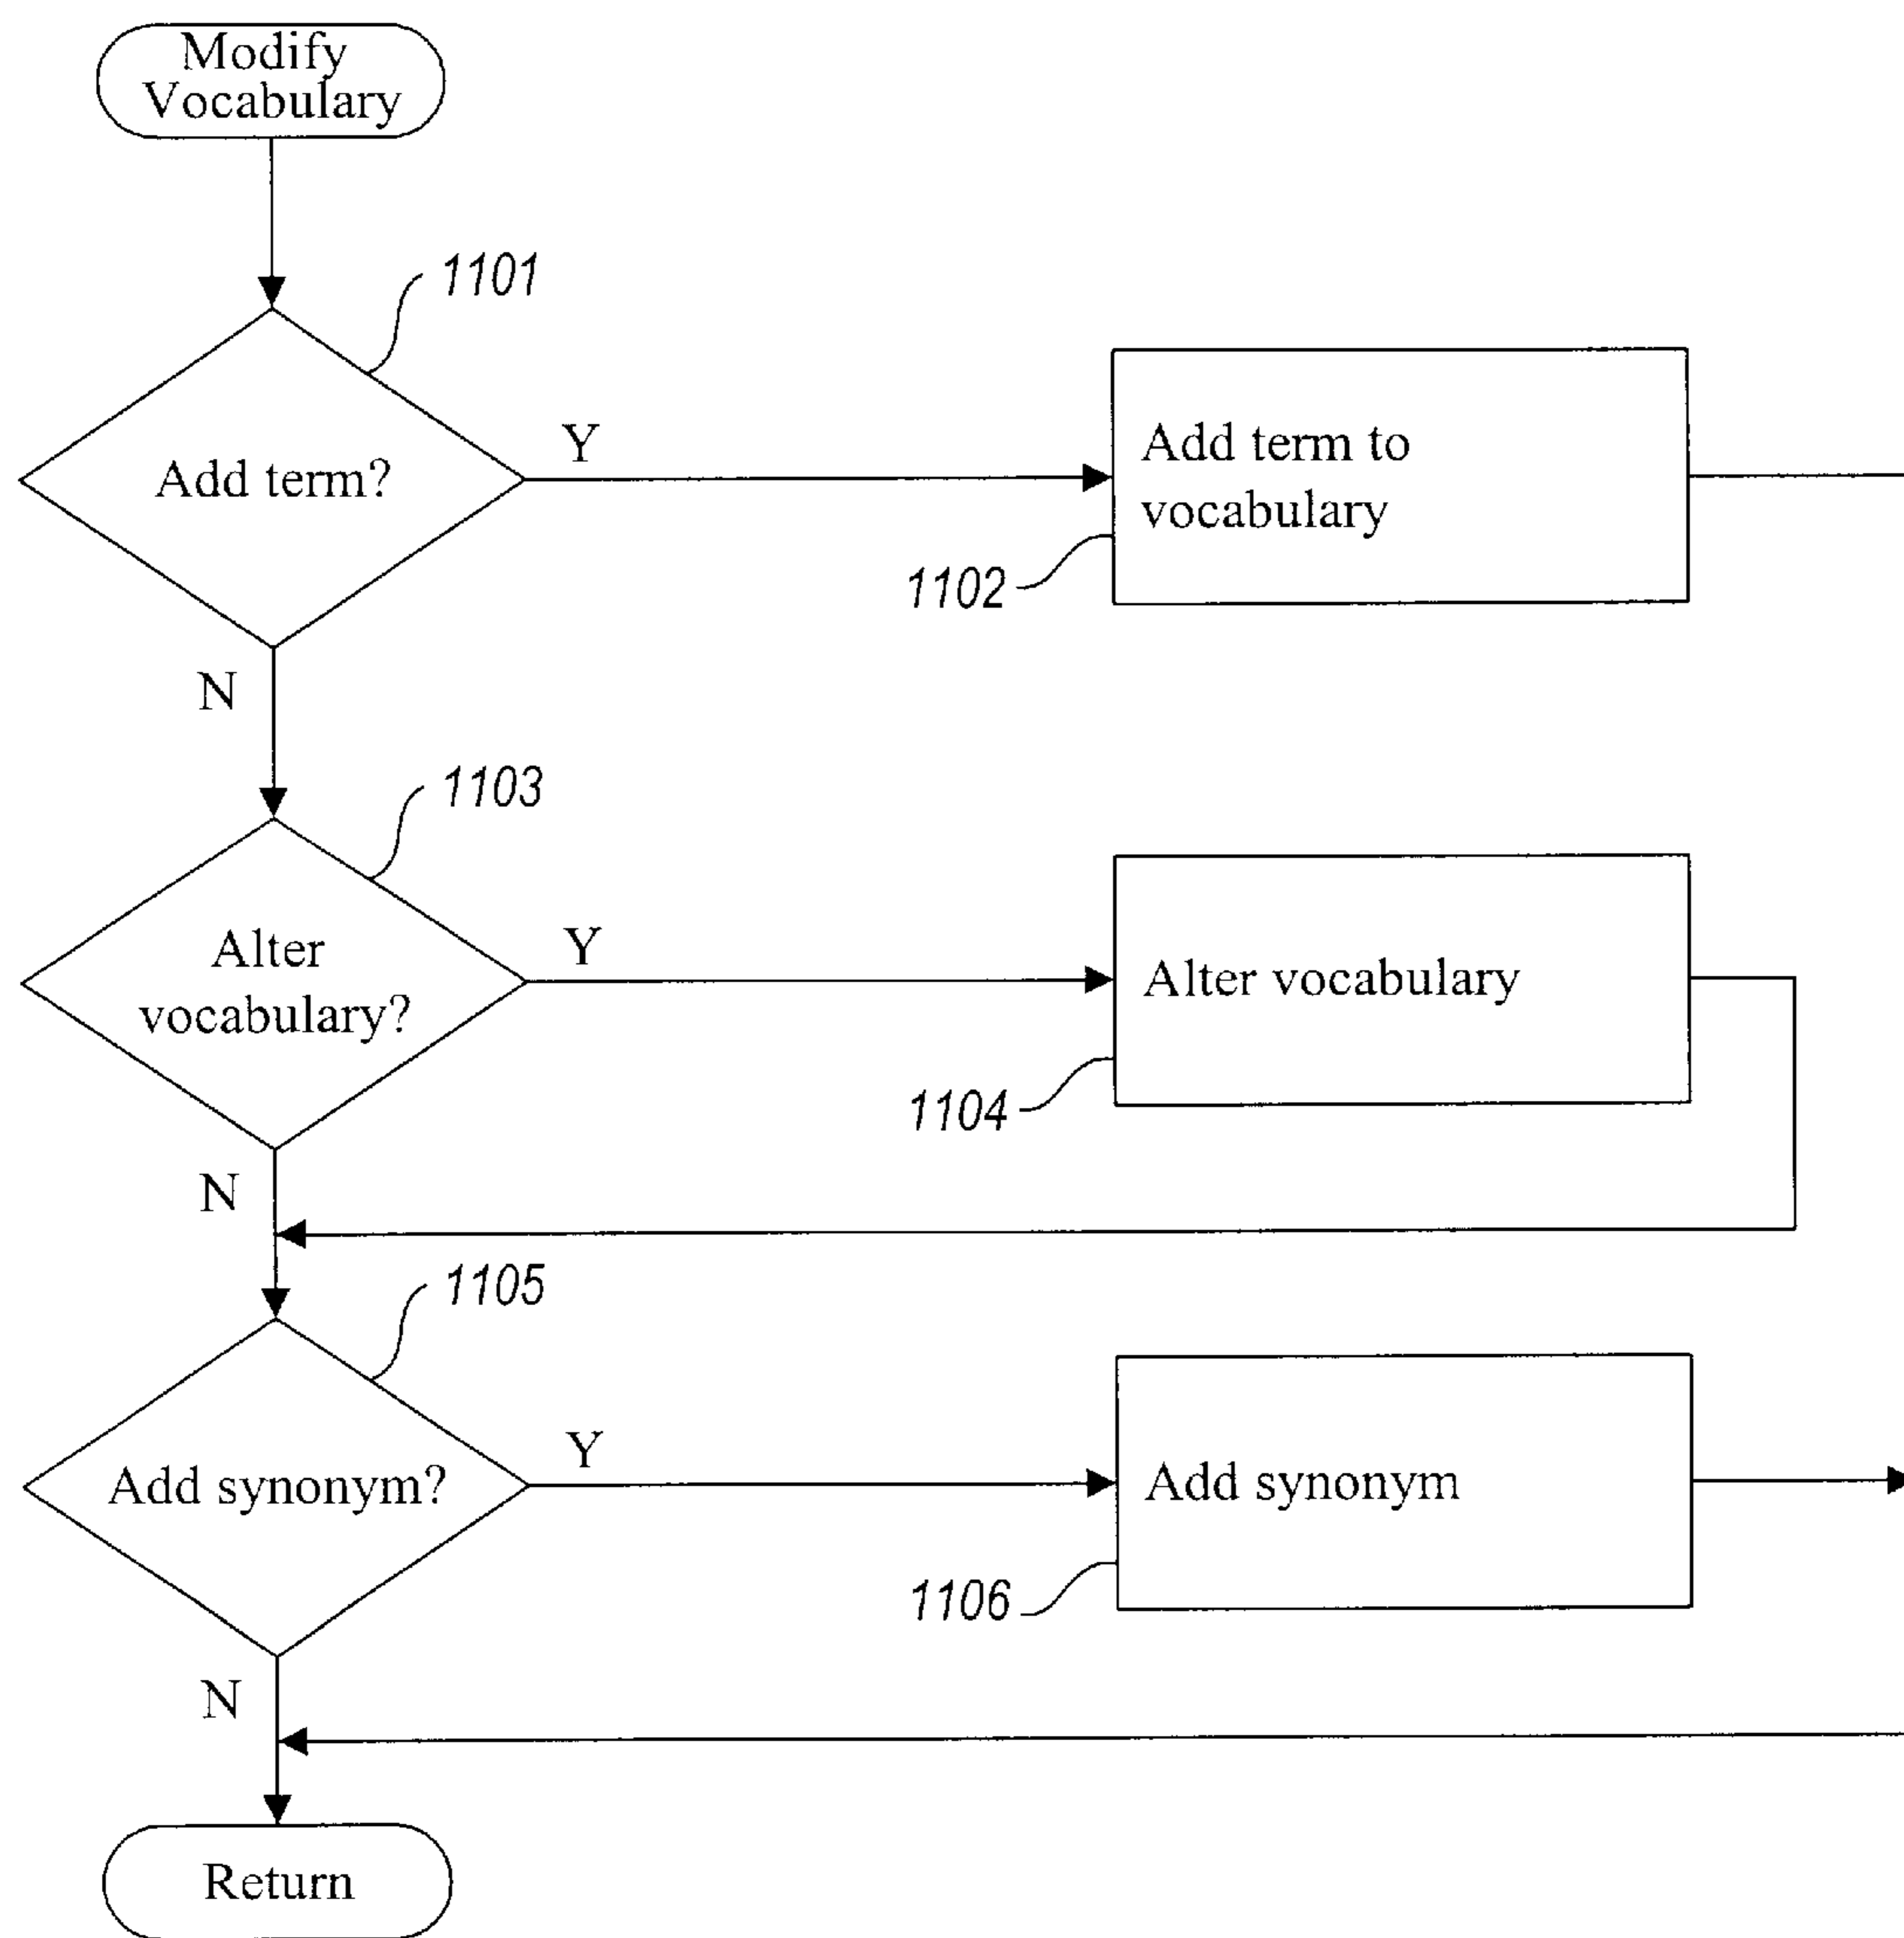 Modify
Vocabulary
1101
Add term?
Y
Add term to
vocabulary
1102
N
1103
Alter
vocabulary?
Y
Alter vocabulary
1104
N
1105
Add synonym?
Y
Add synonym
1106
N
Return